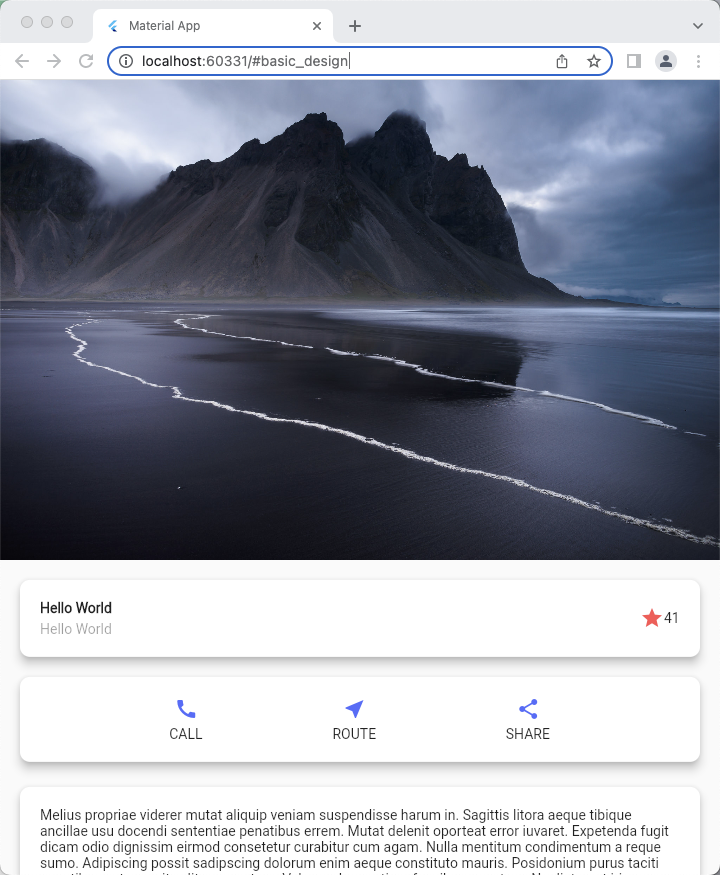 Material App
localhost:60331/#basic_design
Hello World
Hello World
41
CALL ROUTE SHARE
Melius propriae viderer mutat aliquip veniam suspendisse harum in. Sagittis litora aeque tibique
ancillae usu docendi sententiae penatibus errem. Mutat delenit oporteat error iuvaret. Expetenda fugit
dicam odio dignissim eirmod consetetur curabitur cum agam. Nulla mentitum condimentum a reque
sumo. Adipiscing possit sadipscing dolorum enim aeque constituto mauris. Posidonium purus taciti